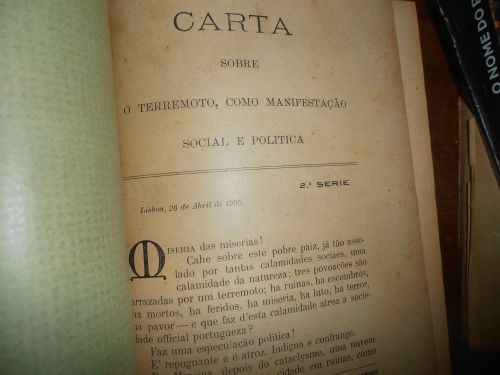 CARTA
SOBRE
O TERREMOTO, COMO MANIFESTAÇÃO
SOCIAL E POLITICA
2.ª SERIE
Lisboa, 26 de Abril de 1909.
MISERIA das miserias!
Cahe sobre este pobre paiz, já tão asso-
lado por tantas calamidades sociaes, uma
calamidade da natureza; tres povoações são
arrazadas por um terremoto; ha ruinas, ha escombros,
ha mortos, ha feridos, ha miseria, ha luto, ha terror,
ha pavor — e que faz d'esta calamidade atroz a socie-
dade official portugueza?
Faz uma especulação politica!
E' repugnante e é atroz. Indigna e confrange.
depois do cataclysmo, uma nuvem
cidade em ruinas, como
O NOME DO